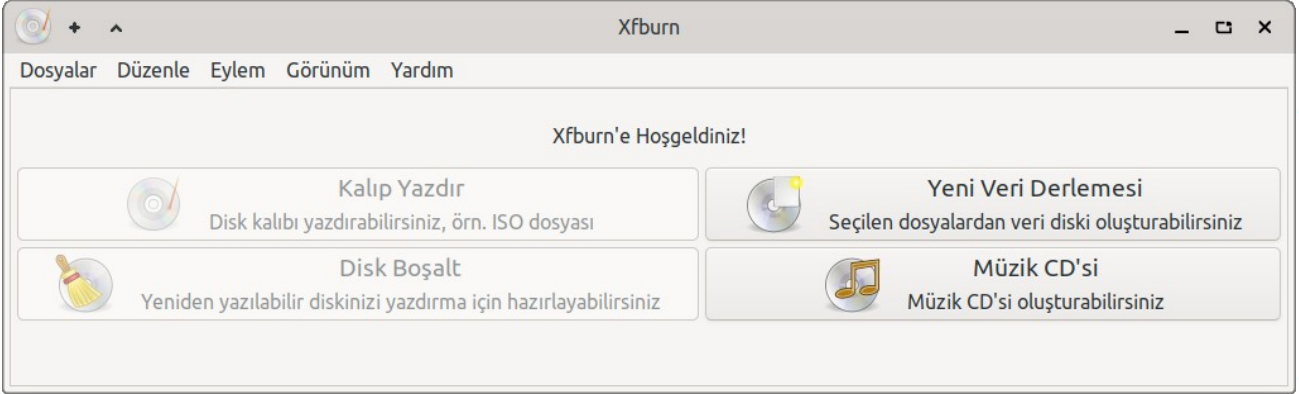 Xfburn
Dosyalar Düzenle Eylem Görünüm Yardım
Xfburn'e Hoşgeldiniz!
Kalıp Yazdır
Disk kalıbı yazdırabilirsiniz, örn. ISO dosyası
Yeni Veri Derlemesi
Seçilen dosyalardan veri diski oluşturabilirsiniz
Disk Boşalt
Yeniden yazılabilir diskinizi yazdırma için hazırlayabilirsiniz
Müzik CD'si
Müzik CD'si oluşturabilirsiniz